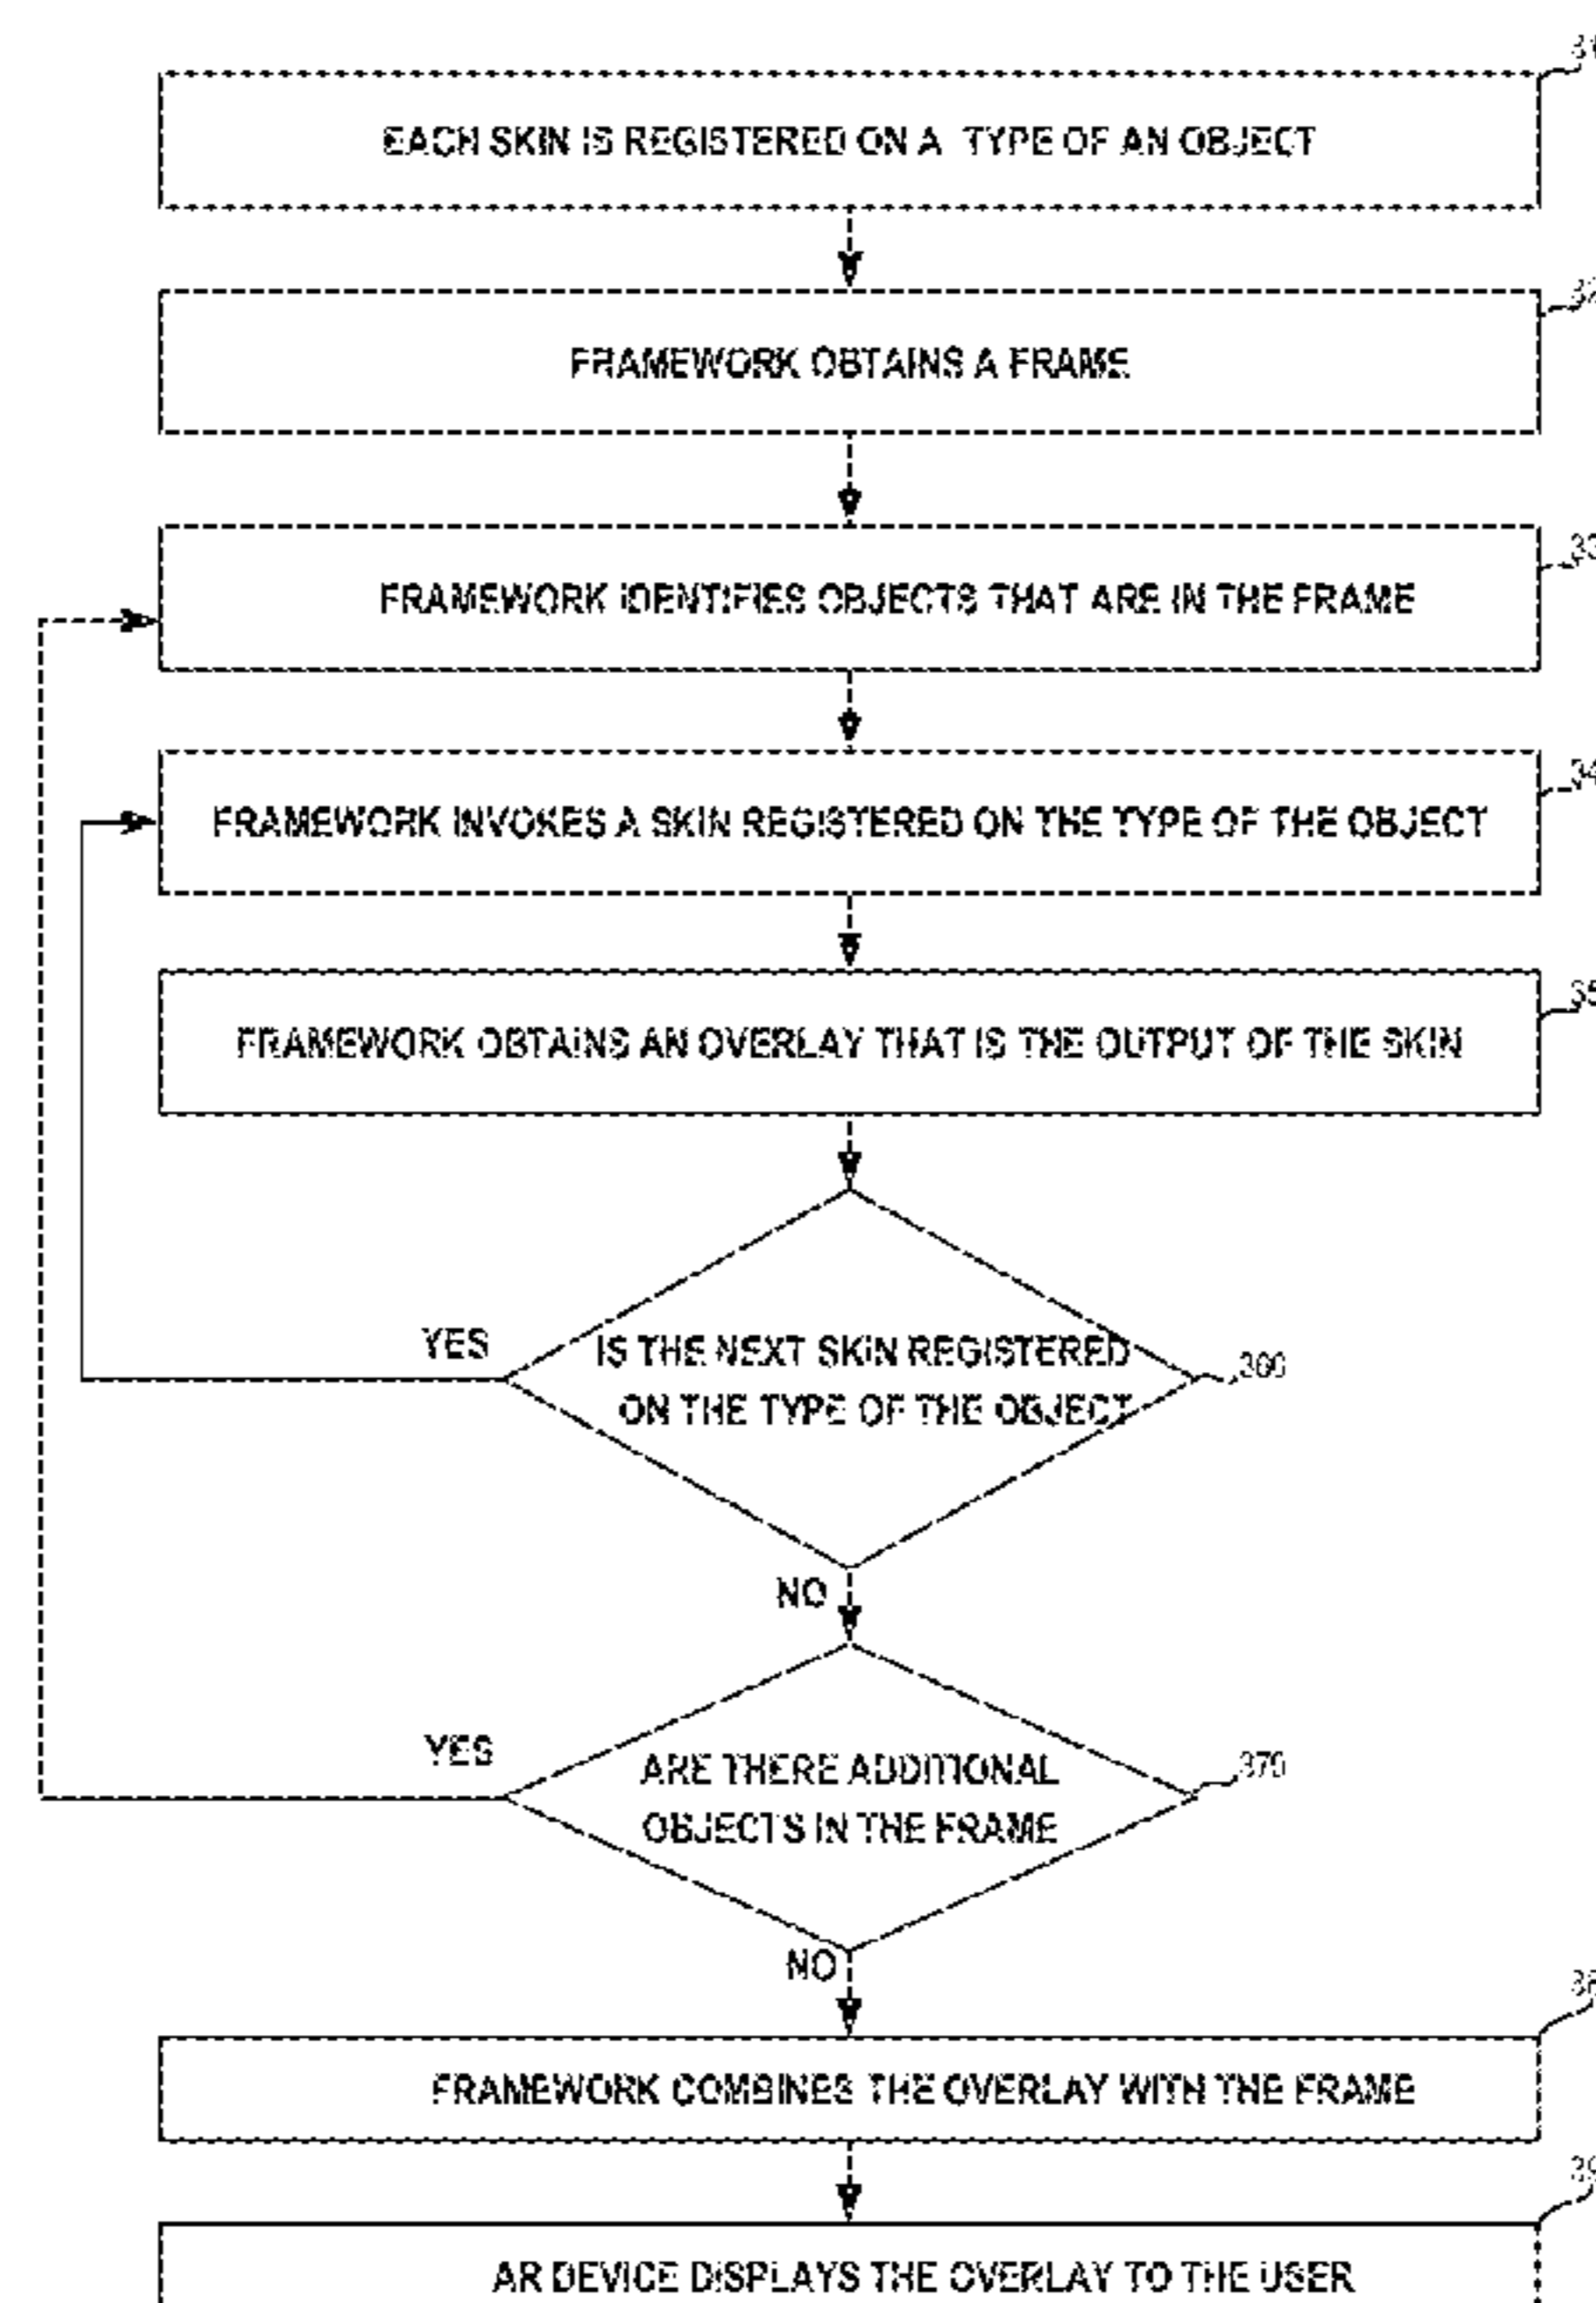 EACH SKIN IS REGISTERED ON A TYPE OF AN OBJECT
FRAMEWORK OBTAINS A FRAME
FRAMEWORK IDENTIFIES OBJECTS THAT ARE IN THE FRAME
FRAMEWORK INVOKES A SKIN REGISTERED ON THE TYPE OF THE OBJECT
FRAMEWORK OBTAINS AN OVERLAY THAT IS THE OUTPUT OF THE SKIN
YES
IS THE NEXT SKIN REGISTERED
ON THE TYPE OF THE OBJECT
360
NO
YES
ARE THERE ADDITIONAL
OBJECTS IN THE FRAME
370
NO
FRAMEWORK COMBINES THE OVERLAY WITH THE FRAME
AR DEVICE DISPLAYS THE OVERLAY TO THE USER